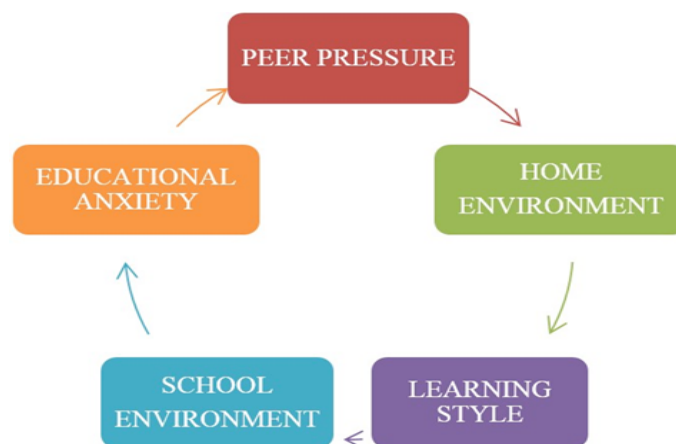 PEER PRESSURE
HOME
ENVIRONMENT
LEARNING
STYLE
SCHOOL
ENVIRONMENT
EDUCATIONAL
ANXIETY